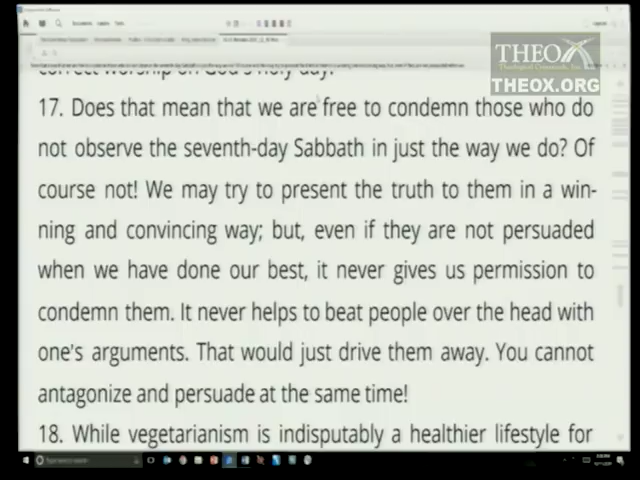 THEOX
THEOX.ORG
correct worship on God's holy day?
17. Does that mean that we are free to condemn those who do
not observe the seventh-day Sabbath in just the way we do? Of
course not! We may try to present the truth to them in a win-
ning and convincing way; but, even if they are not persuaded
when we have done our best, it never gives us permission to
condemn them. It never helps to beat people over the head with
one's arguments. That would just drive them away. You cannot
antagonize and persuade at the same time!
18. While vegetarianism is indisputably a healthier lifestyle for